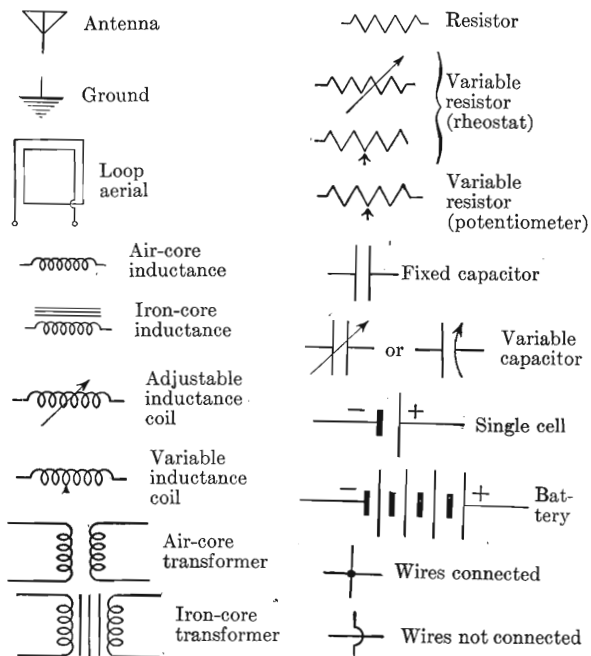 Antenna
Ground
Loop
aerial
Air-core
inductance
Iron-core
inductance
Adjustable
inductance
coil
Variable
inductance
coil
Air-core
transformer
Iron-core
transformer
Resistor
Variable
resistor
(rheostat)
Variable
resistor
(potentiometer)
Fixed capacitor
or
Variable
capacitor
− +
Single cell
− +
Bat-
tery
Wires connected
Wires not connected